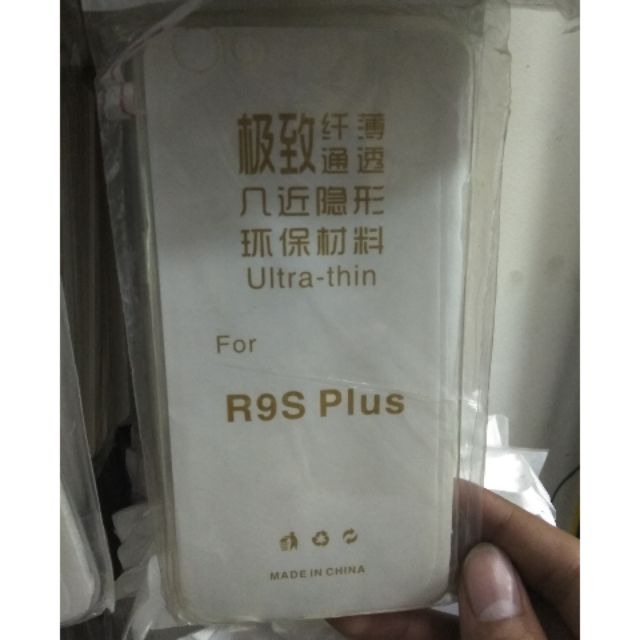 极致纤薄
通透
几近隐形
环保材料
Ultra-thin
For
R9S Plus
MADE IN CHINA